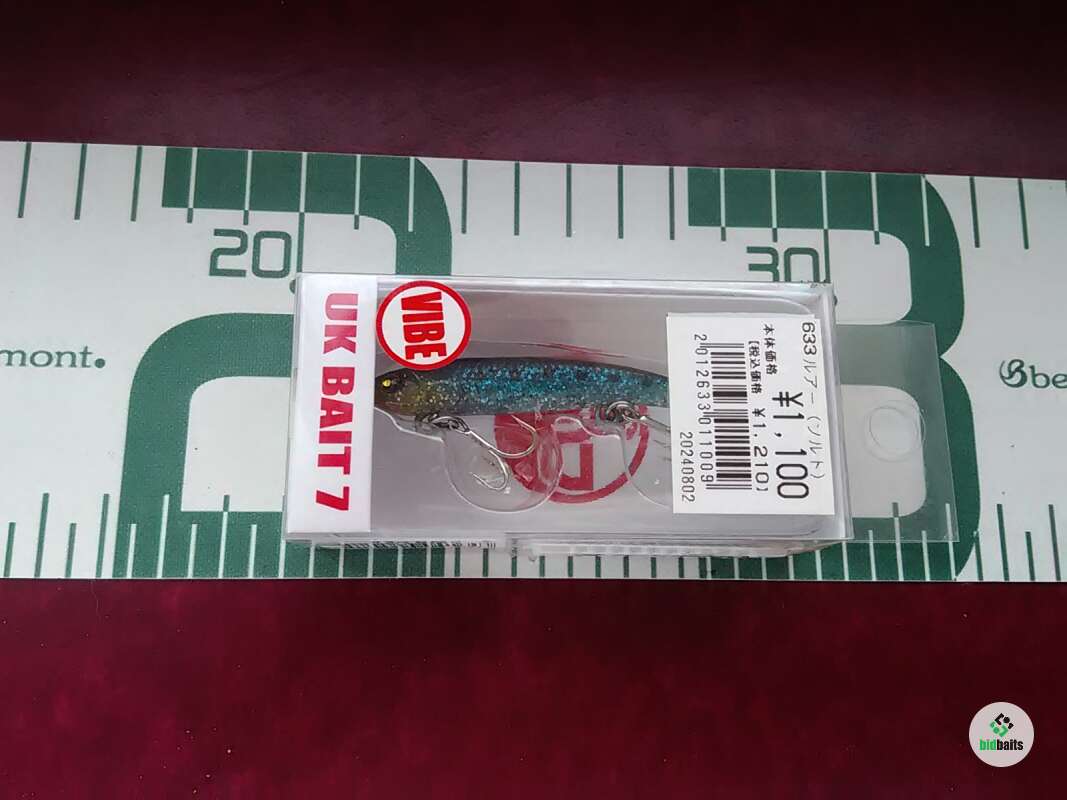 20
30
mont.
be
UK BAIT 7
VIBE
633ルアー (ソルト)
¥1,100
本体価格
[税込価格 ¥1,210]
2012633011009
20240802
bidbaits